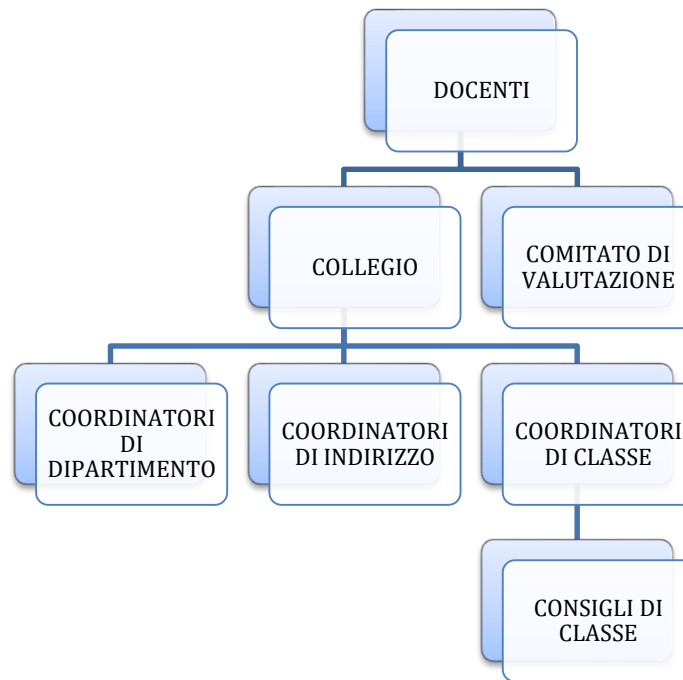 DOCENTI
COLLEGIO
COMITATO DI
VALUTAZIONE
COORDINATORI
DI
DIPARTIMENTO
COORDINATORI
DI INDIRIZZO
COORDINATORI
DI CLASSE
CONSIGLI DI
CLASSE